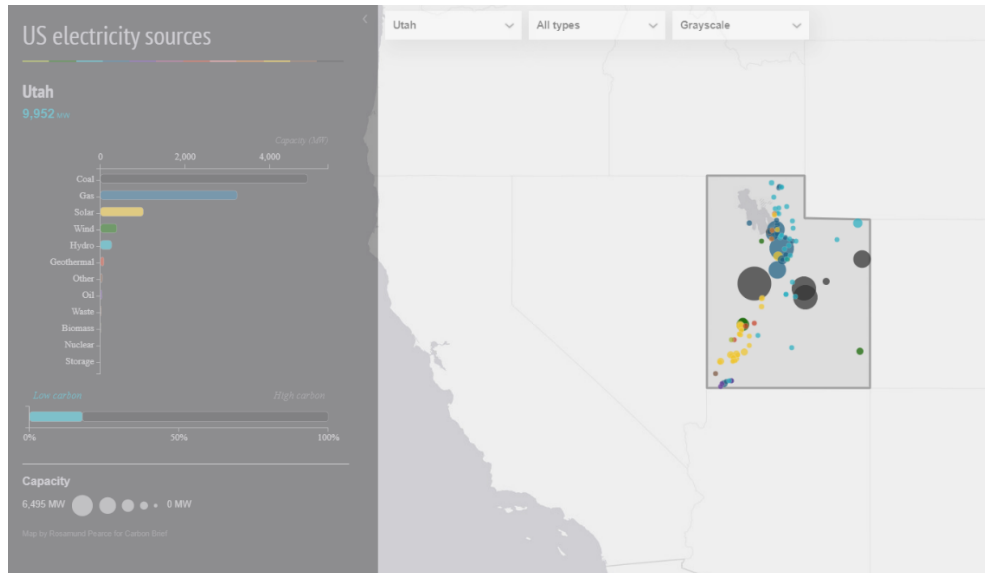 US electricity sources
Utah
9,952 MW
Capacity (MW)
0 2,000 4,000
Coal
Gas
Solar
Wind
Hydro
Geothermal
Other
Oil
Waste
Biomass
Nuclear
Storage
Low carbon High carbon
0% 50% 100%
Capacity
6,495 MW 0 MW
Map by Rosamund Pearce for Carbon Brief
Utah All types Grayscale